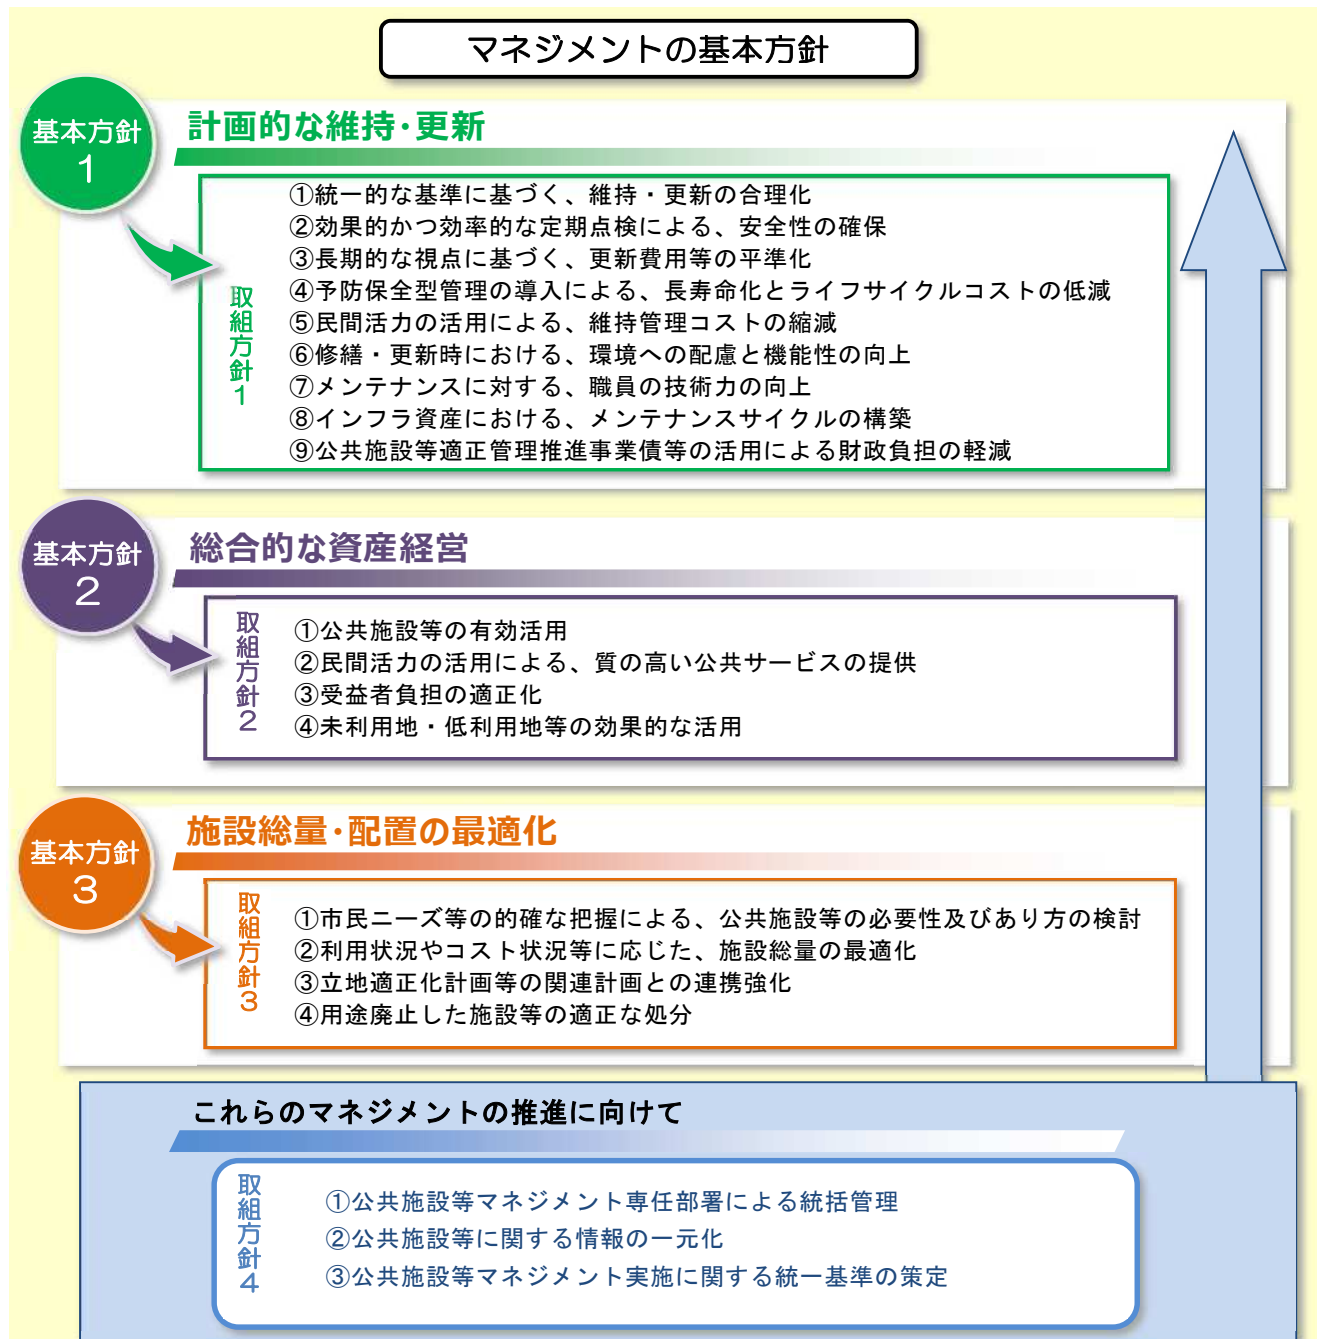 マネジメントの基本方針
基本方針
1
計画的な維持・更新
取組方針1
①統一的な基準に基づく、維持・更新の合理化
②効果的かつ効率的な定期点検による、安全性の確保
③長期的な視点に基づく、更新費用等の平準化
④予防保全型管理の導入による、長寿命化とライフサイクルコストの低減
⑤民間活力の活用による、維持管理コストの縮減
⑥修繕・更新時における、環境への配慮と機能性の向上
⑦メンテナンスに対する、職員の技術力の向上
⑧インフラ資産における、メンテナンスサイクルの構築
⑨公共施設等適正管理推進事業債等の活用による財政負担の軽減
基本方針
2
総合的な資産経営
取組方針2
①公共施設等の有効活用
②民間活力の活用による、質の高い公共サービスの提供
③受益者負担の適正化
④未利用地・低利用地等の効果的な活用
基本方針
3
施設総量・配置の最適化
取組方針3
①市民ニーズ等の的確な把握による、公共施設等の必要性及びあり方の検討
②利用状況やコスト状況等に応じた、施設総量の最適化
③立地適正化計画等の関連計画との連携強化
④用途廃止した施設等の適正な処分
これらのマネジメントの推進に向けて
取組方針4
①公共施設等マネジメント専任部署による統括管理
②公共施設等に関する情報の一元化
③公共施設等マネジメント実施に関する統一基準の策定